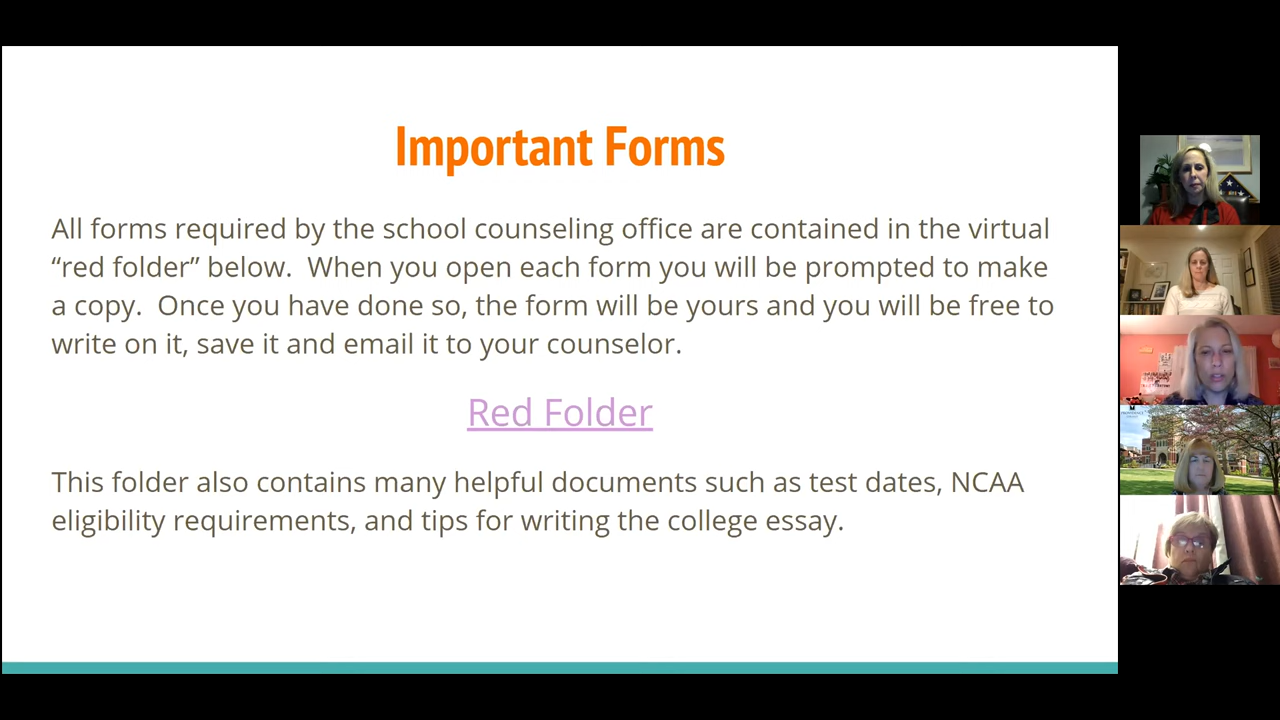 Important Forms
All forms required by the school counseling office are contained in the virtual
“red folder” below.  When you open each form you will be prompted to make
a copy.  Once you have done so, the form will be yours and you will be free to
write on it, save it and email it to your counselor.
Red Folder
This folder also contains many helpful documents such as test dates, NCAA
eligibility requirements, and tips for writing the college essay.